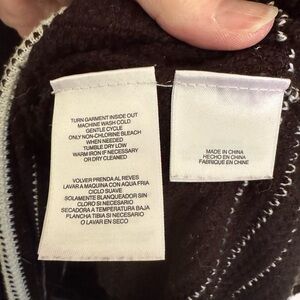 TURN GARMENT INSIDE OUT
MACHINE WASH COLD
GENTLE CYCLE
ONLY NON-CHLORINE BLEACH
WHEN NEEDED
TUMBLE DRY LOW
WARM IRON IF NECESSARY
OR DRY CLEANED
VOLVER PRENDA AL REVES
LAVAR A MAQUINA CON AQUA FRIA
CICLO SUAVE
SOLAMENTE BLANQUEADOR SIN
CLORO SI NECESARIO
SECADORA A TEMPERATURA BAJA
PLANCHA TIBIA SI NECESARIO
O LAVAR EN SECO
MADE IN CHINA
HECHO EN CHINA
FABRIQUE EN CHINE